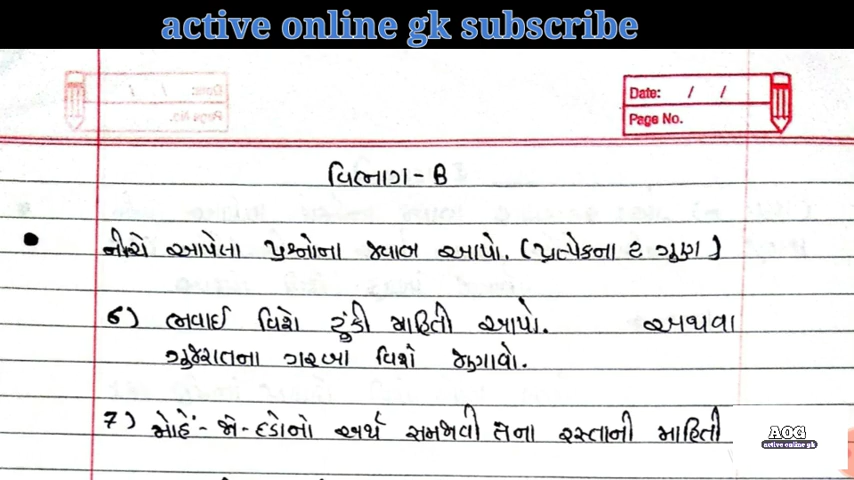 active online gk subscribe
Date: / /
Page No.
વિભાગ - B
● નીચે આપેલા પ્રશ્નોના જવાબ આપો. (પ્રત્યેકના ૨ ગુણ)
6) ભવાઈ વિશે ટુંકી માહિતી આપો. અથવા
ગુજરાતના ગરબા વિશે જણાવો.
7) મોહેં - જો - દડોનો અર્થ સમજાવી તેના રસ્તાની માહિતી
AOG
active online gk